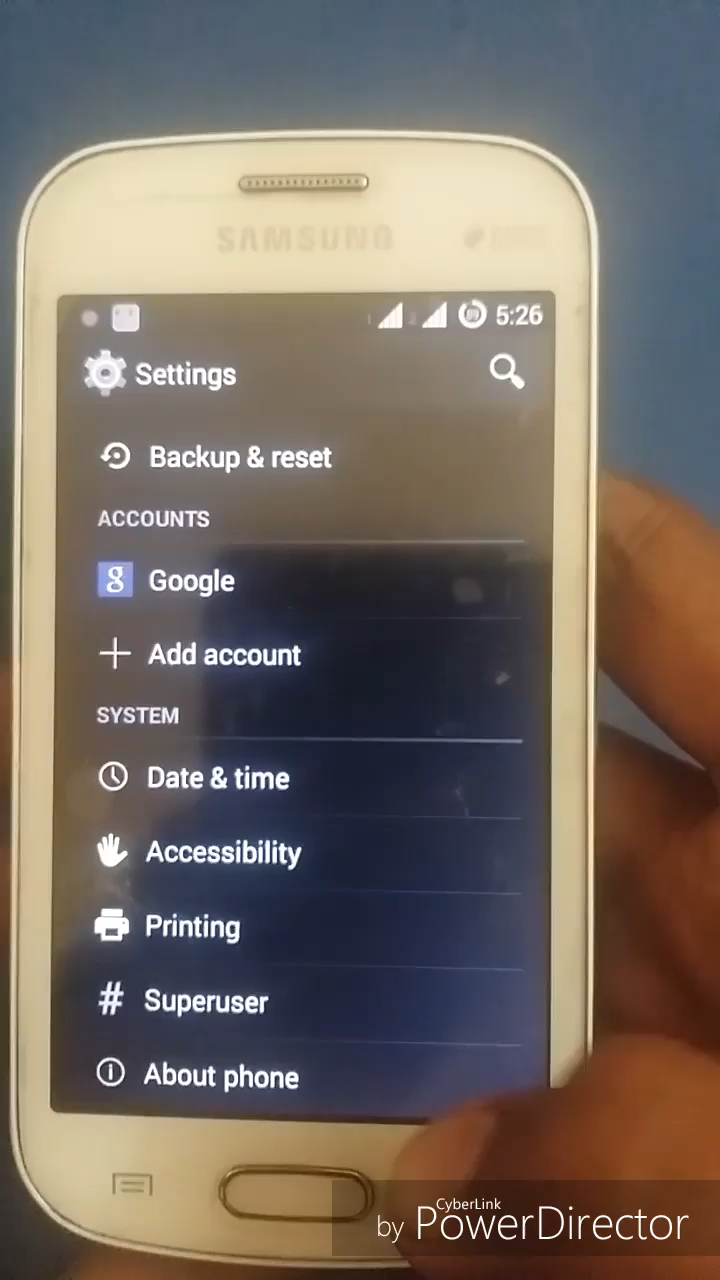 SAMSUNG
5:26
Settings
Backup & reset
ACCOUNTS
g Google
Add account
SYSTEM
Date & time
Accessibility
Printing
# Superuser
About phone
CyberLink
by PowerDirector